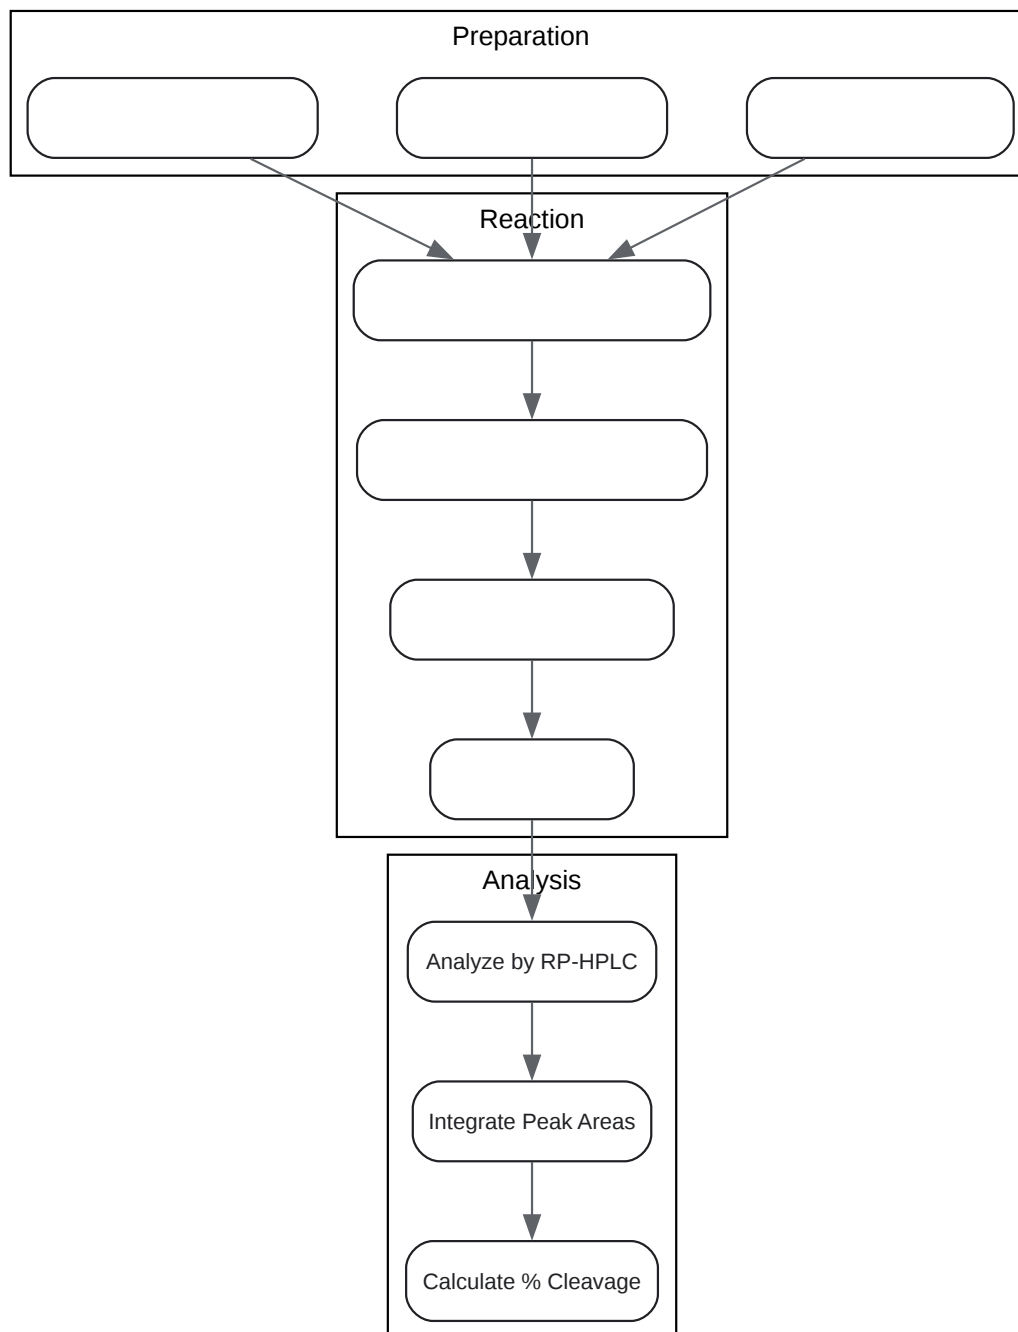 Preparation
Reaction
Analysis
Analyze by RP-HPLC
Integrate Peak Areas
Calculate % Cleavage